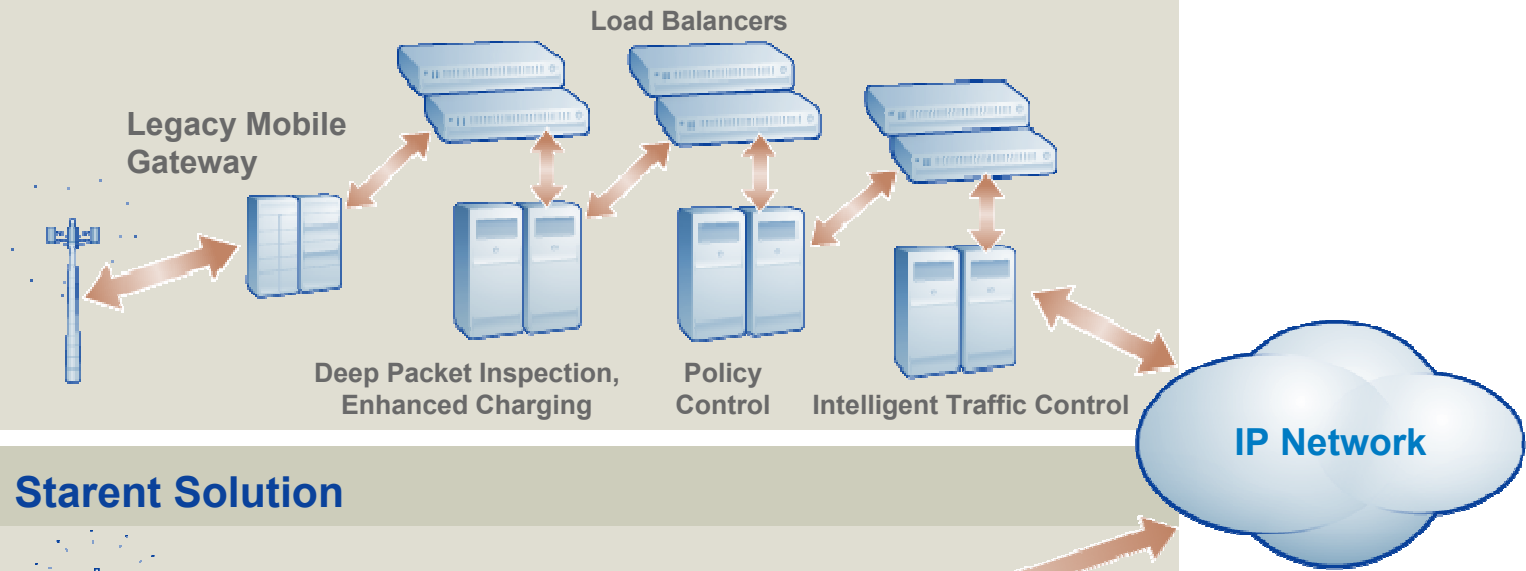 Load Balancers
Legacy Mobile
Gateway
Deep Packet Inspection,
Enhanced Charging
Policy
Control
Intelligent Traffic Control
IP Network
Starent Solution